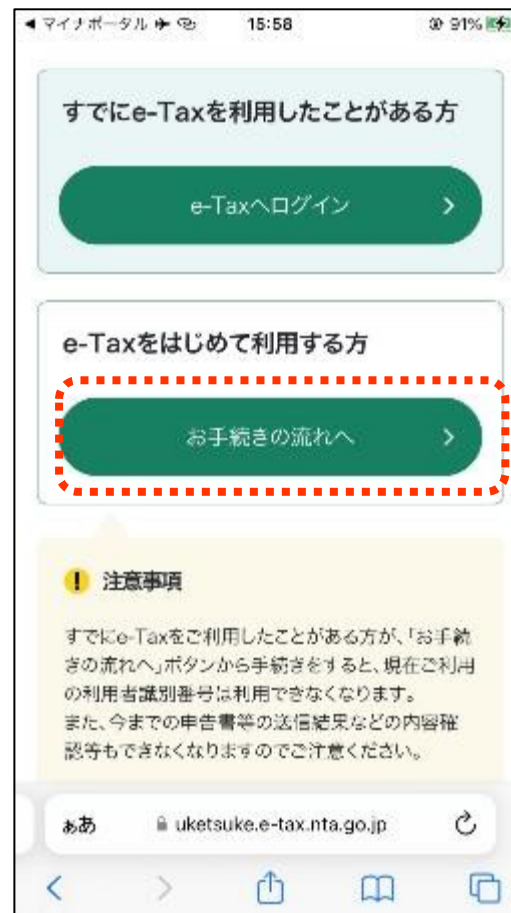 ◀ マイナポータル 15:58 91%
すでにe-Taxを利用したことがある方
e-Taxへログイン
e-Taxをはじめて利用する方
お手続きの流れへ
注意事項
すでにe-Taxをご利用したことがある方が、「お手続
きの流れへ」ボタンから手続きをすると、現在ご利用
の利用者識別番号は利用できなくなります。
また、今までの申告書等の送信結果などの内容確
認等もできなくなりますのでご注意ください。
ぁあ uketsuke.e-tax.nta.go.jp